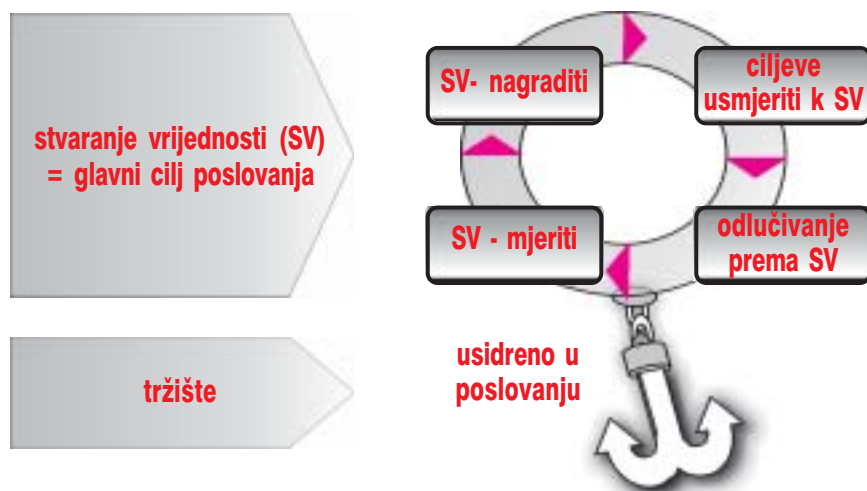 stvaranje vrijednosti (SV)
= glavni cilj poslovanja
tržište
SV- nagraditi
ciljeve
usmjeriti k SV
SV - mjeriti
odlučivanje
prema SV
usidreno u
poslovanju